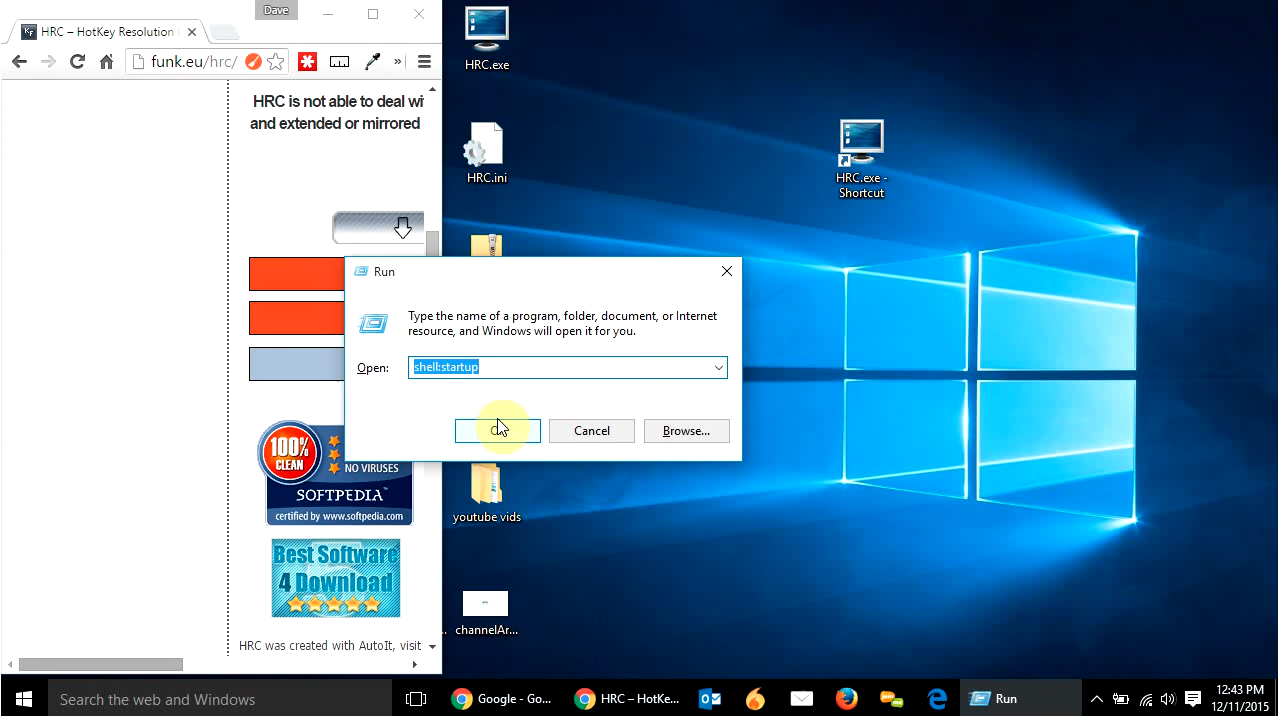 Dave
HRC – HotKey Resolution
funk.eu/hrc/
HRC is not able to deal wi
and extended or mirrored
100%
CLEAN
NO VIRUSES
SOFTPEDIA™
certified by www.softpedia.com
Best Software
4 Download
HRC was created with AutoIt, visit
HRC.exe
HRC.ini
HRC.exe -
Shortcut
Run
Type the name of a program, folder, document, or Internet
resource, and Windows will open it for you.
Open:
shell:startup
Cancel
Browse...
youtube vids
channelAr...
Search the web and Windows
Google - Go...
HRC – HotKe...
Run
12:43 PM
12/11/2015